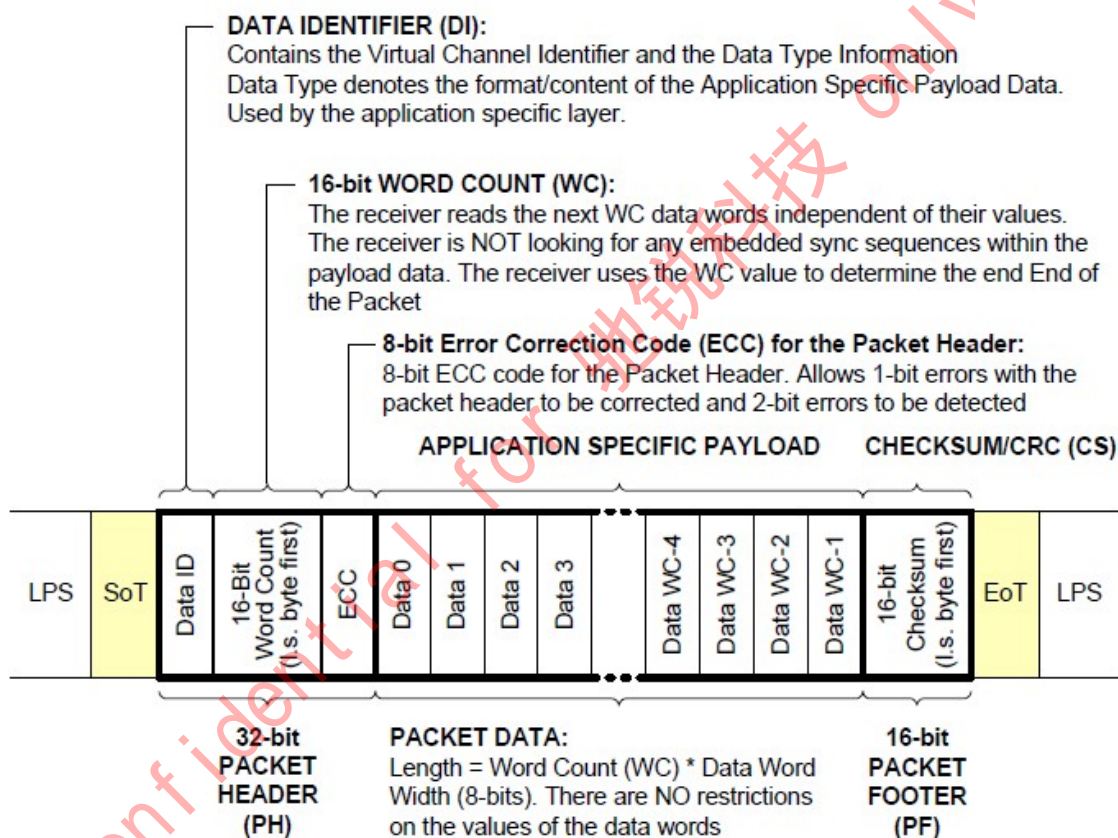 DATA IDENTIFIER (DI):
Contains the Virtual Channel Identifier and the Data Type Information
Data Type denotes the format/content of the Application Specific Payload Data.
Used by the application specific layer.
16-bit WORD COUNT (WC):
The receiver reads the next WC data words independent of their values.
The receiver is NOT looking for any embedded sync sequences within the
payload data. The receiver uses the WC value to determine the end End of
the Packet
8-bit Error Correction Code (ECC) for the Packet Header:
8-bit ECC code for the Packet Header. Allows 1-bit errors with the
packet header to be corrected and 2-bit errors to be detected
APPLICATION SPECIFIC PAYLOAD
CHECKSUM/CRC (CS)
LPS
SoT
Data ID
16-Bit
Word Count
(l.s. byte first)
ECC
Data 0
Data 1
Data 2
Data 3
Data WC-4
Data WC-3
Data WC-2
Data WC-1
16-bit
Checksum
(l.s. byte first)
EoT
LPS
32-bit
PACKET
HEADER
(PH)
PACKET DATA:
Length = Word Count (WC) * Data Word
Width (8-bits). There are NO restrictions
on the values of the data words
16-bit
PACKET
FOOTER
(PF)
confidential for 驰锐科技 only